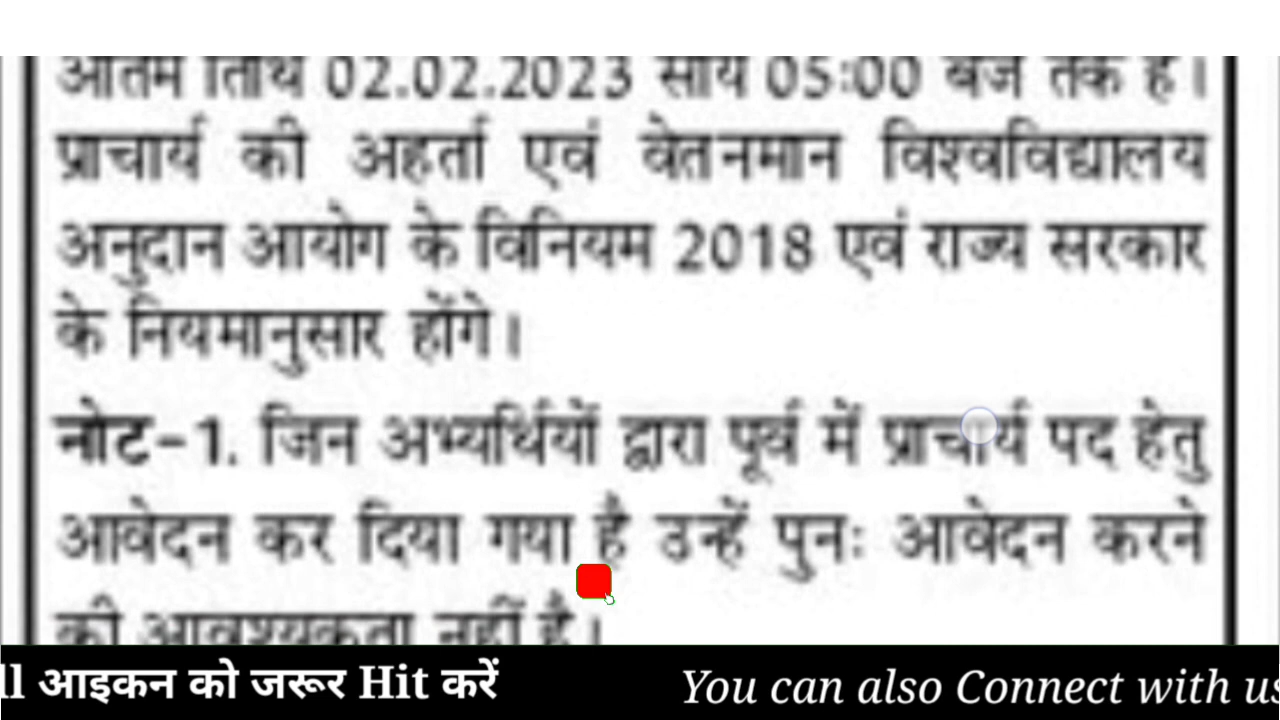 अंतिम तिथि 02.02.2023 सायं 05:00 बजे तक है।
प्राचार्य की अहर्ता एवं वेतनमान विश्वविद्यालय
अनुदान आयोग के विनियम 2018 एवं राज्य सरकार
के नियमानुसार होंगे।
नोट-1. जिन अभ्यर्थियों द्वारा पूर्व में प्राचार्य पद हेतु
आवेदन कर दिया गया है उन्हें पुनः आवेदन करने
की आवश्यकता नहीं है।
ll आइकन को जरूर Hit करें
You can also Connect with us